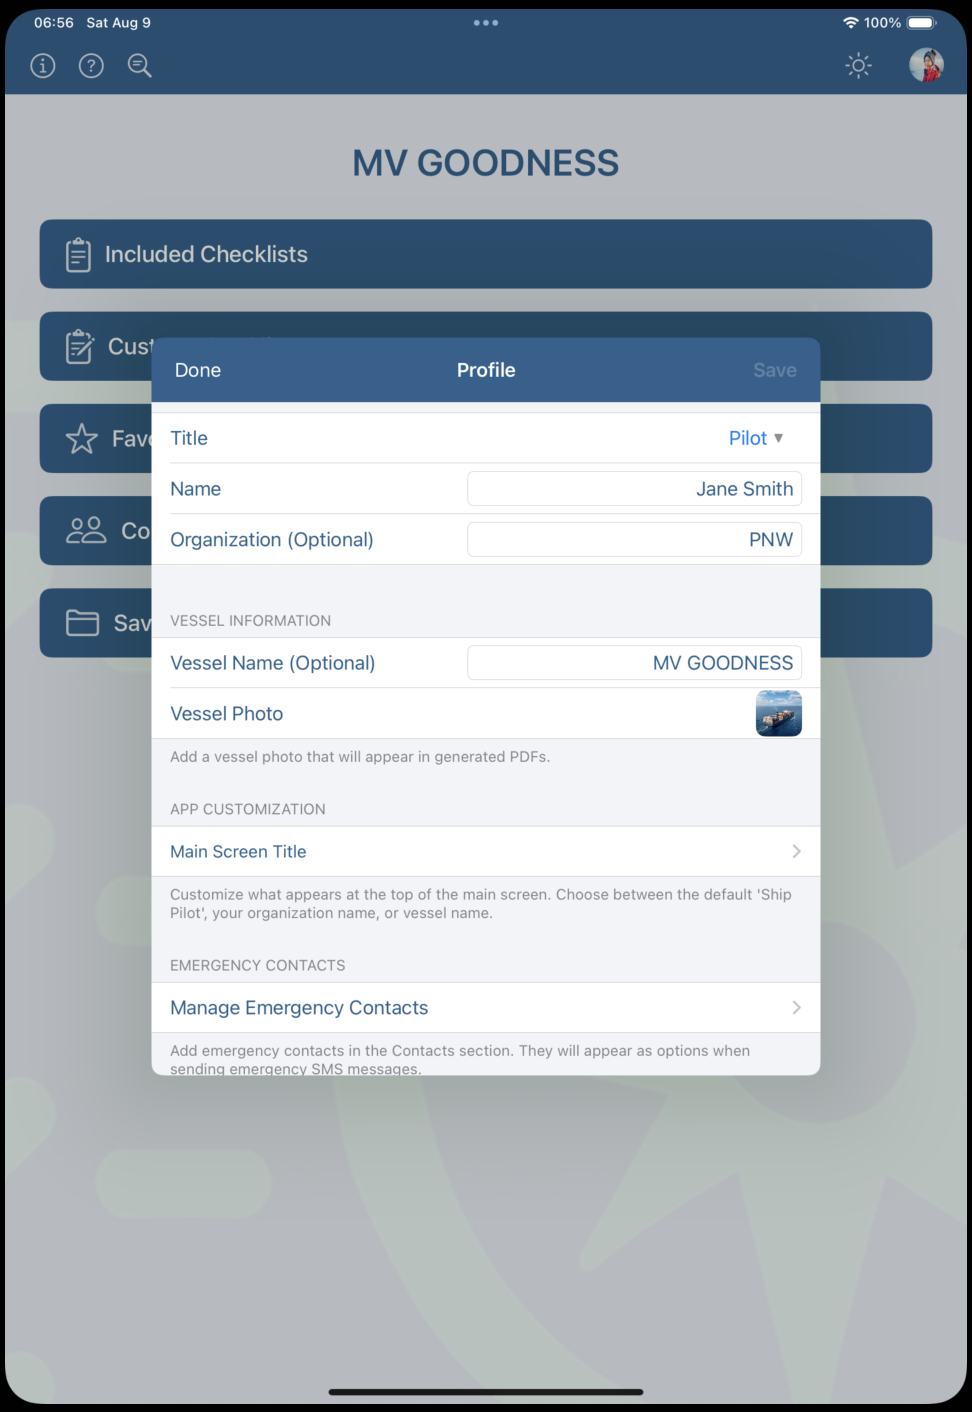 06:56 Sat Aug 9
100%
MV GOODNESS
Included Checklists
Cust
Favo
Co
Sav
Done Profile Save
Title Pilot ▼
Name Jane Smith
Organization (Optional) PNW
VESSEL INFORMATION
Vessel Name (Optional) MV GOODNESS
Vessel Photo
Add a vessel photo that will appear in generated PDFs.
APP CUSTOMIZATION
Main Screen Title
Customize what appears at the top of the main screen. Choose between the default 'Ship
Pilot', your organization name, or vessel name.
EMERGENCY CONTACTS
Manage Emergency Contacts
Add emergency contacts in the Contacts section. They will appear as options when
sending emergency SMS messages.